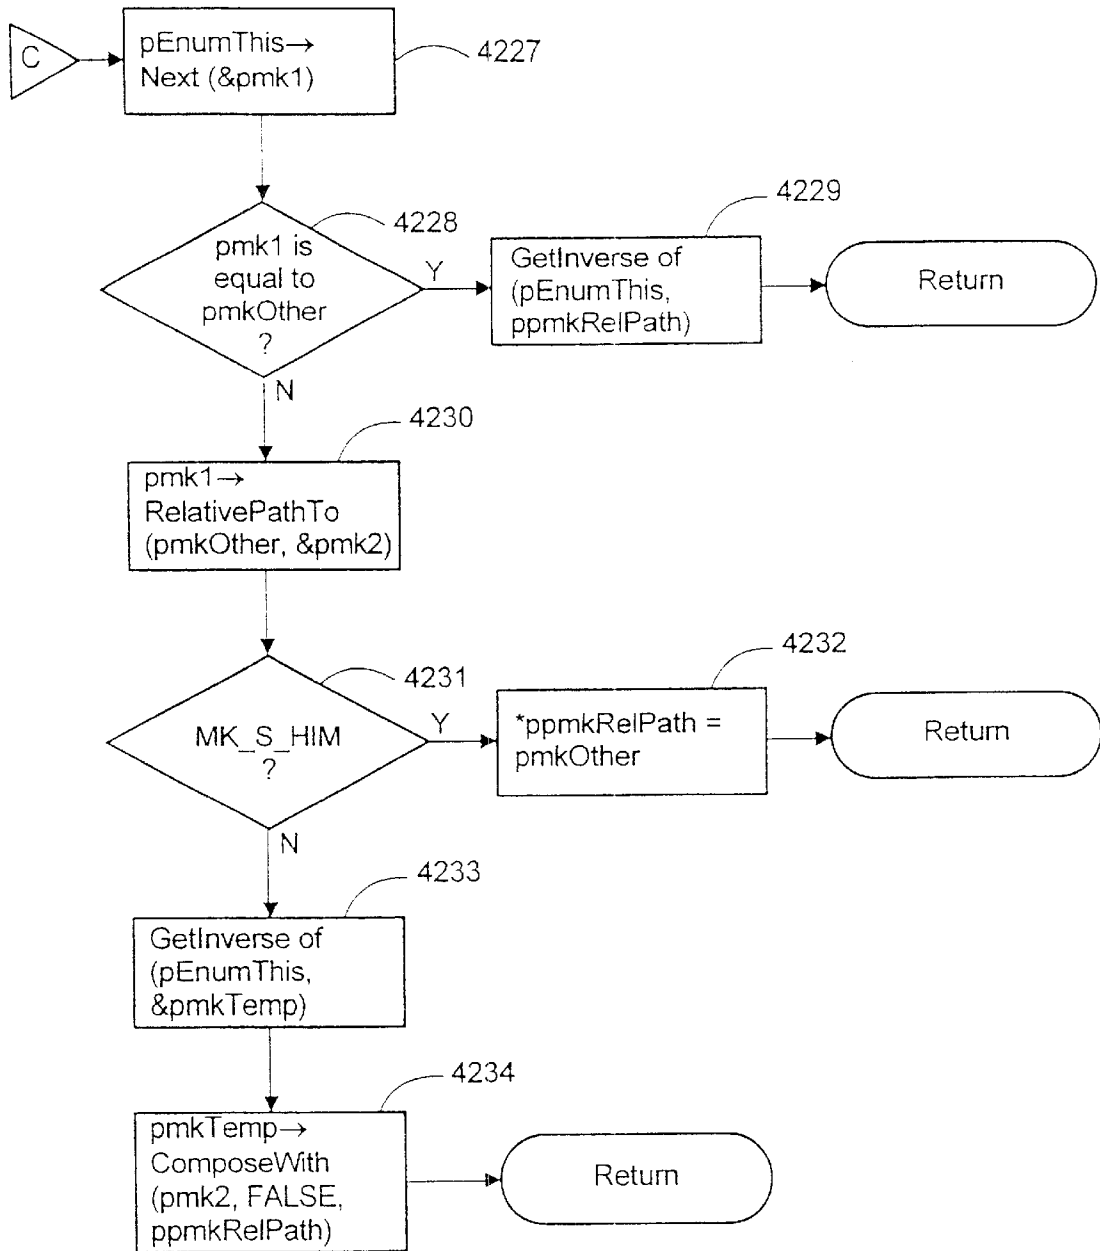 C
pEnumThis→
Next (&pmk1)
4227
pmk1 is
equal to
pmkOther
?
4228
Y
N
GetInverse of
(pEnumThis,
ppmkRelPath)
4229
Return
pmk1→
RelativePathTo
(pmkOther, &pmk2)
4230
MK_S_HIM
?
4231
Y
N
*ppmkRelPath =
pmkOther
4232
Return
GetInverse of
(pEnumThis,
&pmkTemp)
4233
pmkTemp→
ComposeWith
(pmk2, FALSE,
ppmkRelPath)
4234
Return